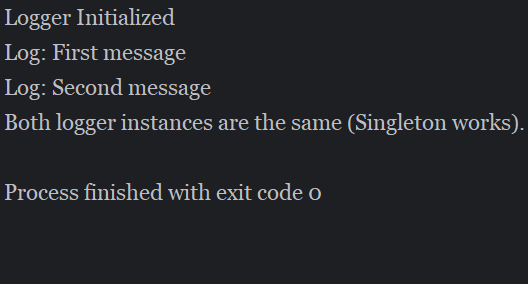 Logger Initialized
Log: First message
Log: Second message
Both logger instances are the same (Singleton works).
Process finished with exit code 0